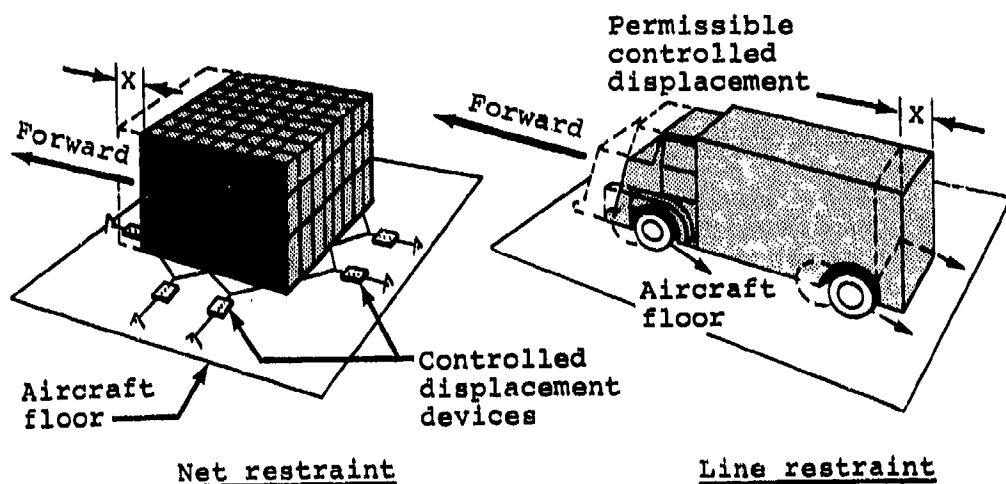 X
Forward
Aircraft
floor
Controlled
displacement
devices
Net restraint
Permissible
controlled
displacement
X
Forward
Aircraft
floor
Line restraint